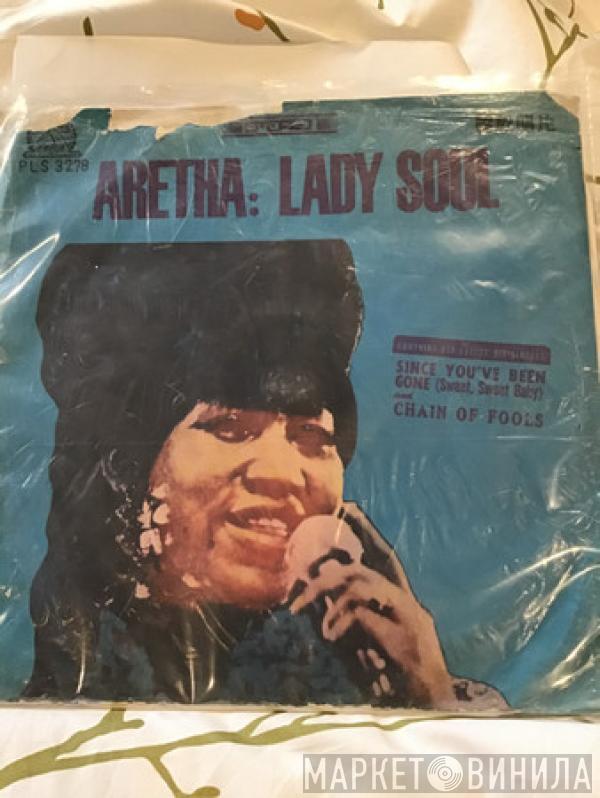 PLS 3278
ARETHA: LADY SOUL
SINCE YOU'VE BEEN
GONE (Sweet, Sweet Baby)
and
CHAIN OF FOOLS
МАРКЕТ ВИНИЛА